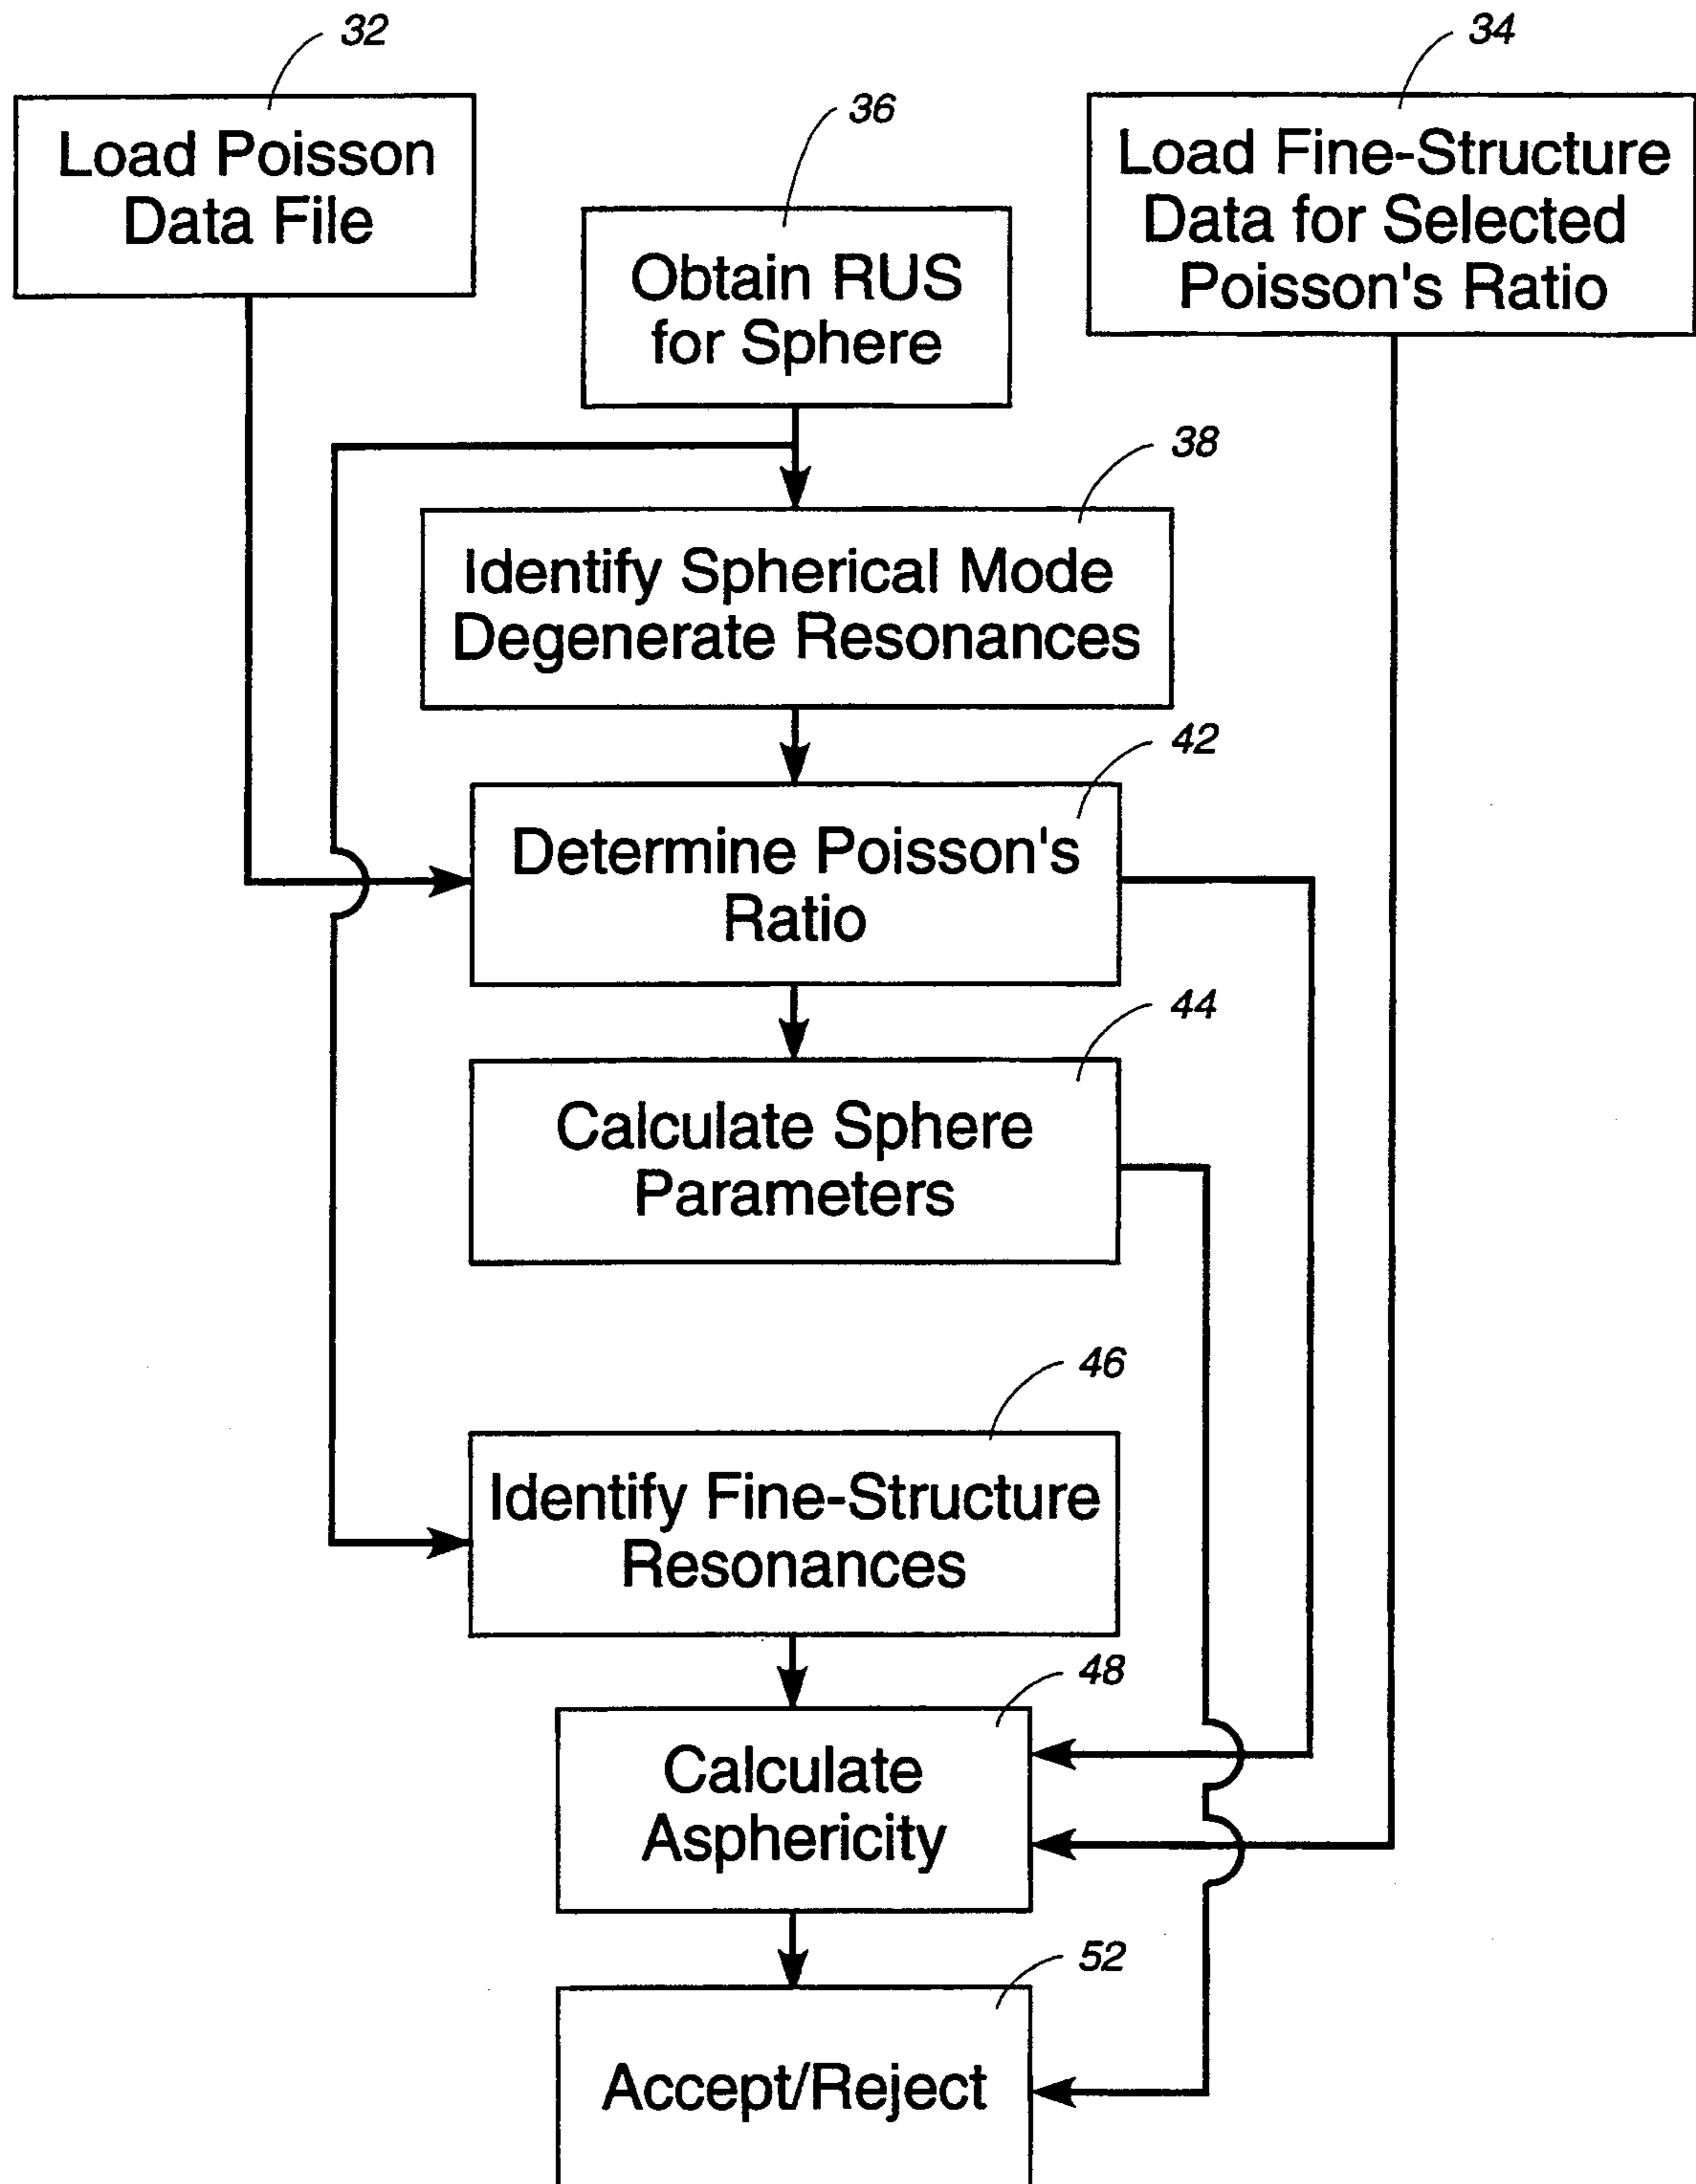 32
Load Poisson
Data File
34
Load Fine-Structure
Data for Selected
Poisson's Ratio
36
Obtain RUS
for Sphere
38
Identify Spherical Mode
Degenerate Resonances
42
Determine Poisson's
Ratio
44
Calculate Sphere
Parameters
46
Identify Fine-Structure
Resonances
48
Calculate
Asphericity
52
Accept/Reject